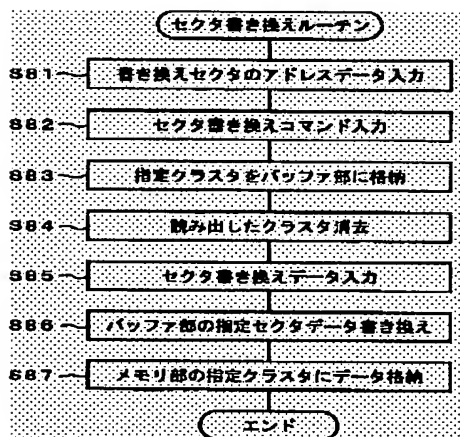 セクタ書き換えルーチン
S81 書き換えセクタのアドレスデータ入力
S82 セクタ書き換えコマンド入力
S83 指定クラスタをバッファ部に格納
S84 読み出したクラスタ消去
S85 セクタ書き換えデータ入力
S86 バッファ部の指定セクタデータ書き換え
S87 メモリ部の指定クラスタにデータ格納
エンド